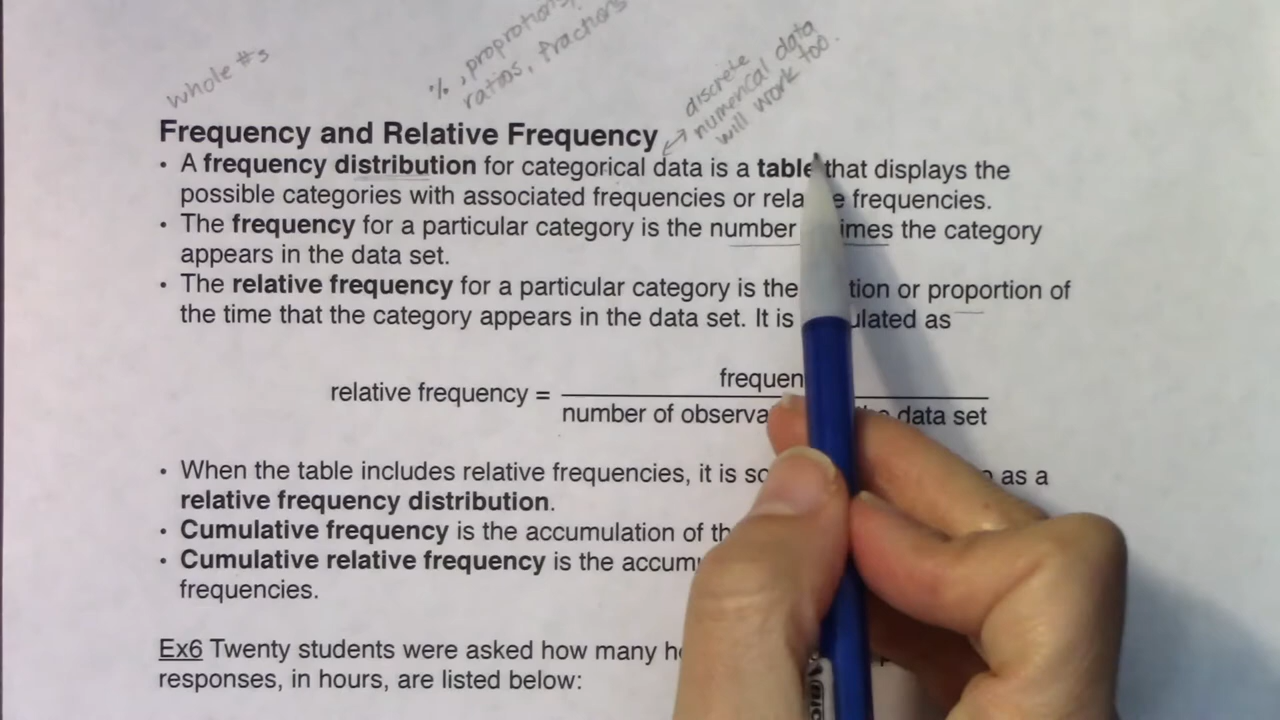 whole #s
%, proprotions,
ratios, fractions
discrete
numerical data
will work too.
Frequency and Relative Frequency
• A frequency distribution for categorical data is a table that displays the
possible categories with associated frequencies or rela e frequencies.
• The frequency for a particular category is the number imes the category
appears in the data set.
• The relative frequency for a particular category is the tion or proportion of
the time that the category appears in the data set. It is ulated as
frequen
relative frequency =
number of observa data set
• When the table includes relative frequencies, it is so as a
relative frequency distribution.
• Cumulative frequency is the accumulation of th
• Cumulative relative frequency is the accum
frequencies.
Ex6 Twenty students were asked how many h
responses, in hours, are listed below: